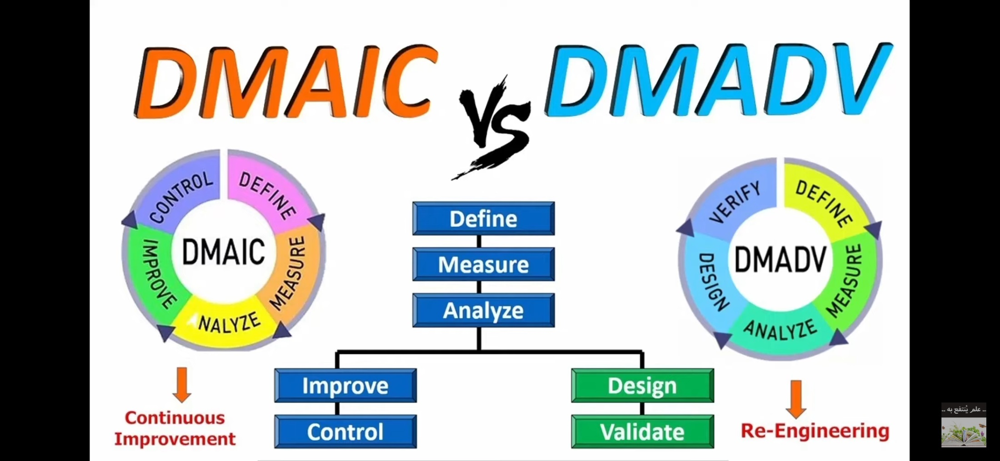 DMAIC
VS
DMADV
CONTROL
DEFINE
MEASURE
ANALYZE
IMPROVE
DMAIC
Define
Measure
Analyze
Improve
Control
Design
Validate
VERIFY
DEFINE
MEASURE
ANALYZE
DESIGN
DMADV
Continuous
Improvement
Re-Engineering
... علم يُنتفع به ...